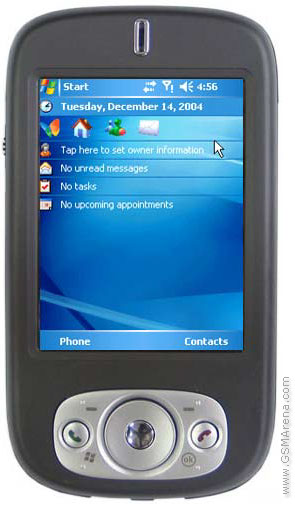 Start 4:56
Tuesday, December 14, 2004
Tap here to set owner information
No unread messages
No tasks
No upcoming appointments
Phone Contacts
ok
www.GSMArena.com